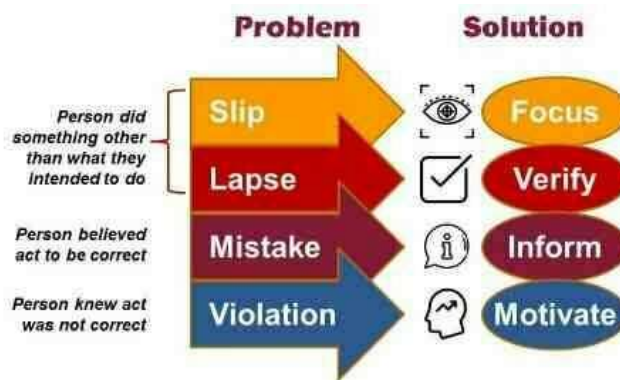 Problem
Solution
Person did
something other
than what they
intended to do
Slip
Focus
Lapse
Verify
Person believed
act to be correct
Mistake
i
Inform
Person knew act
was not correct
Violation
Motivate